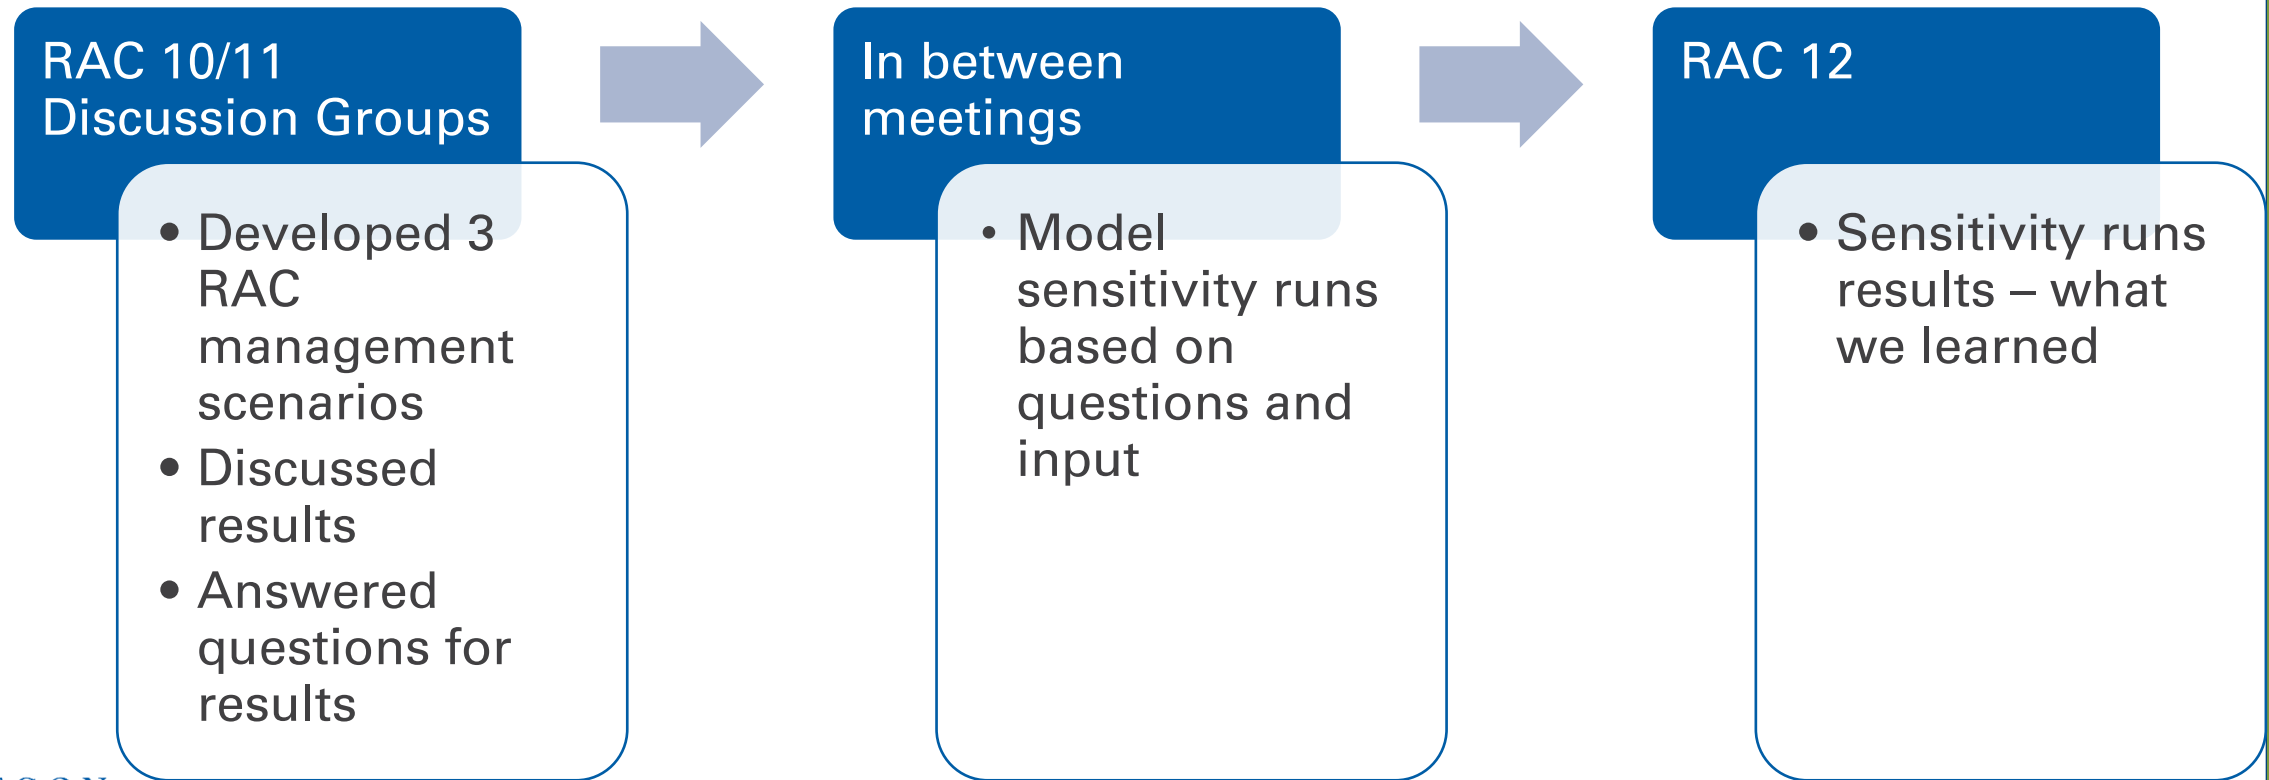 RAC 10/11
Discussion Groups
• Developed 3
RAC
management
scenarios
• Discussed
results
• Answered
questions for
results
In between
meetings
• Model
sensitivity runs
based on
questions and
input
RAC 12
• Sensitivity runs
results – what
we learned